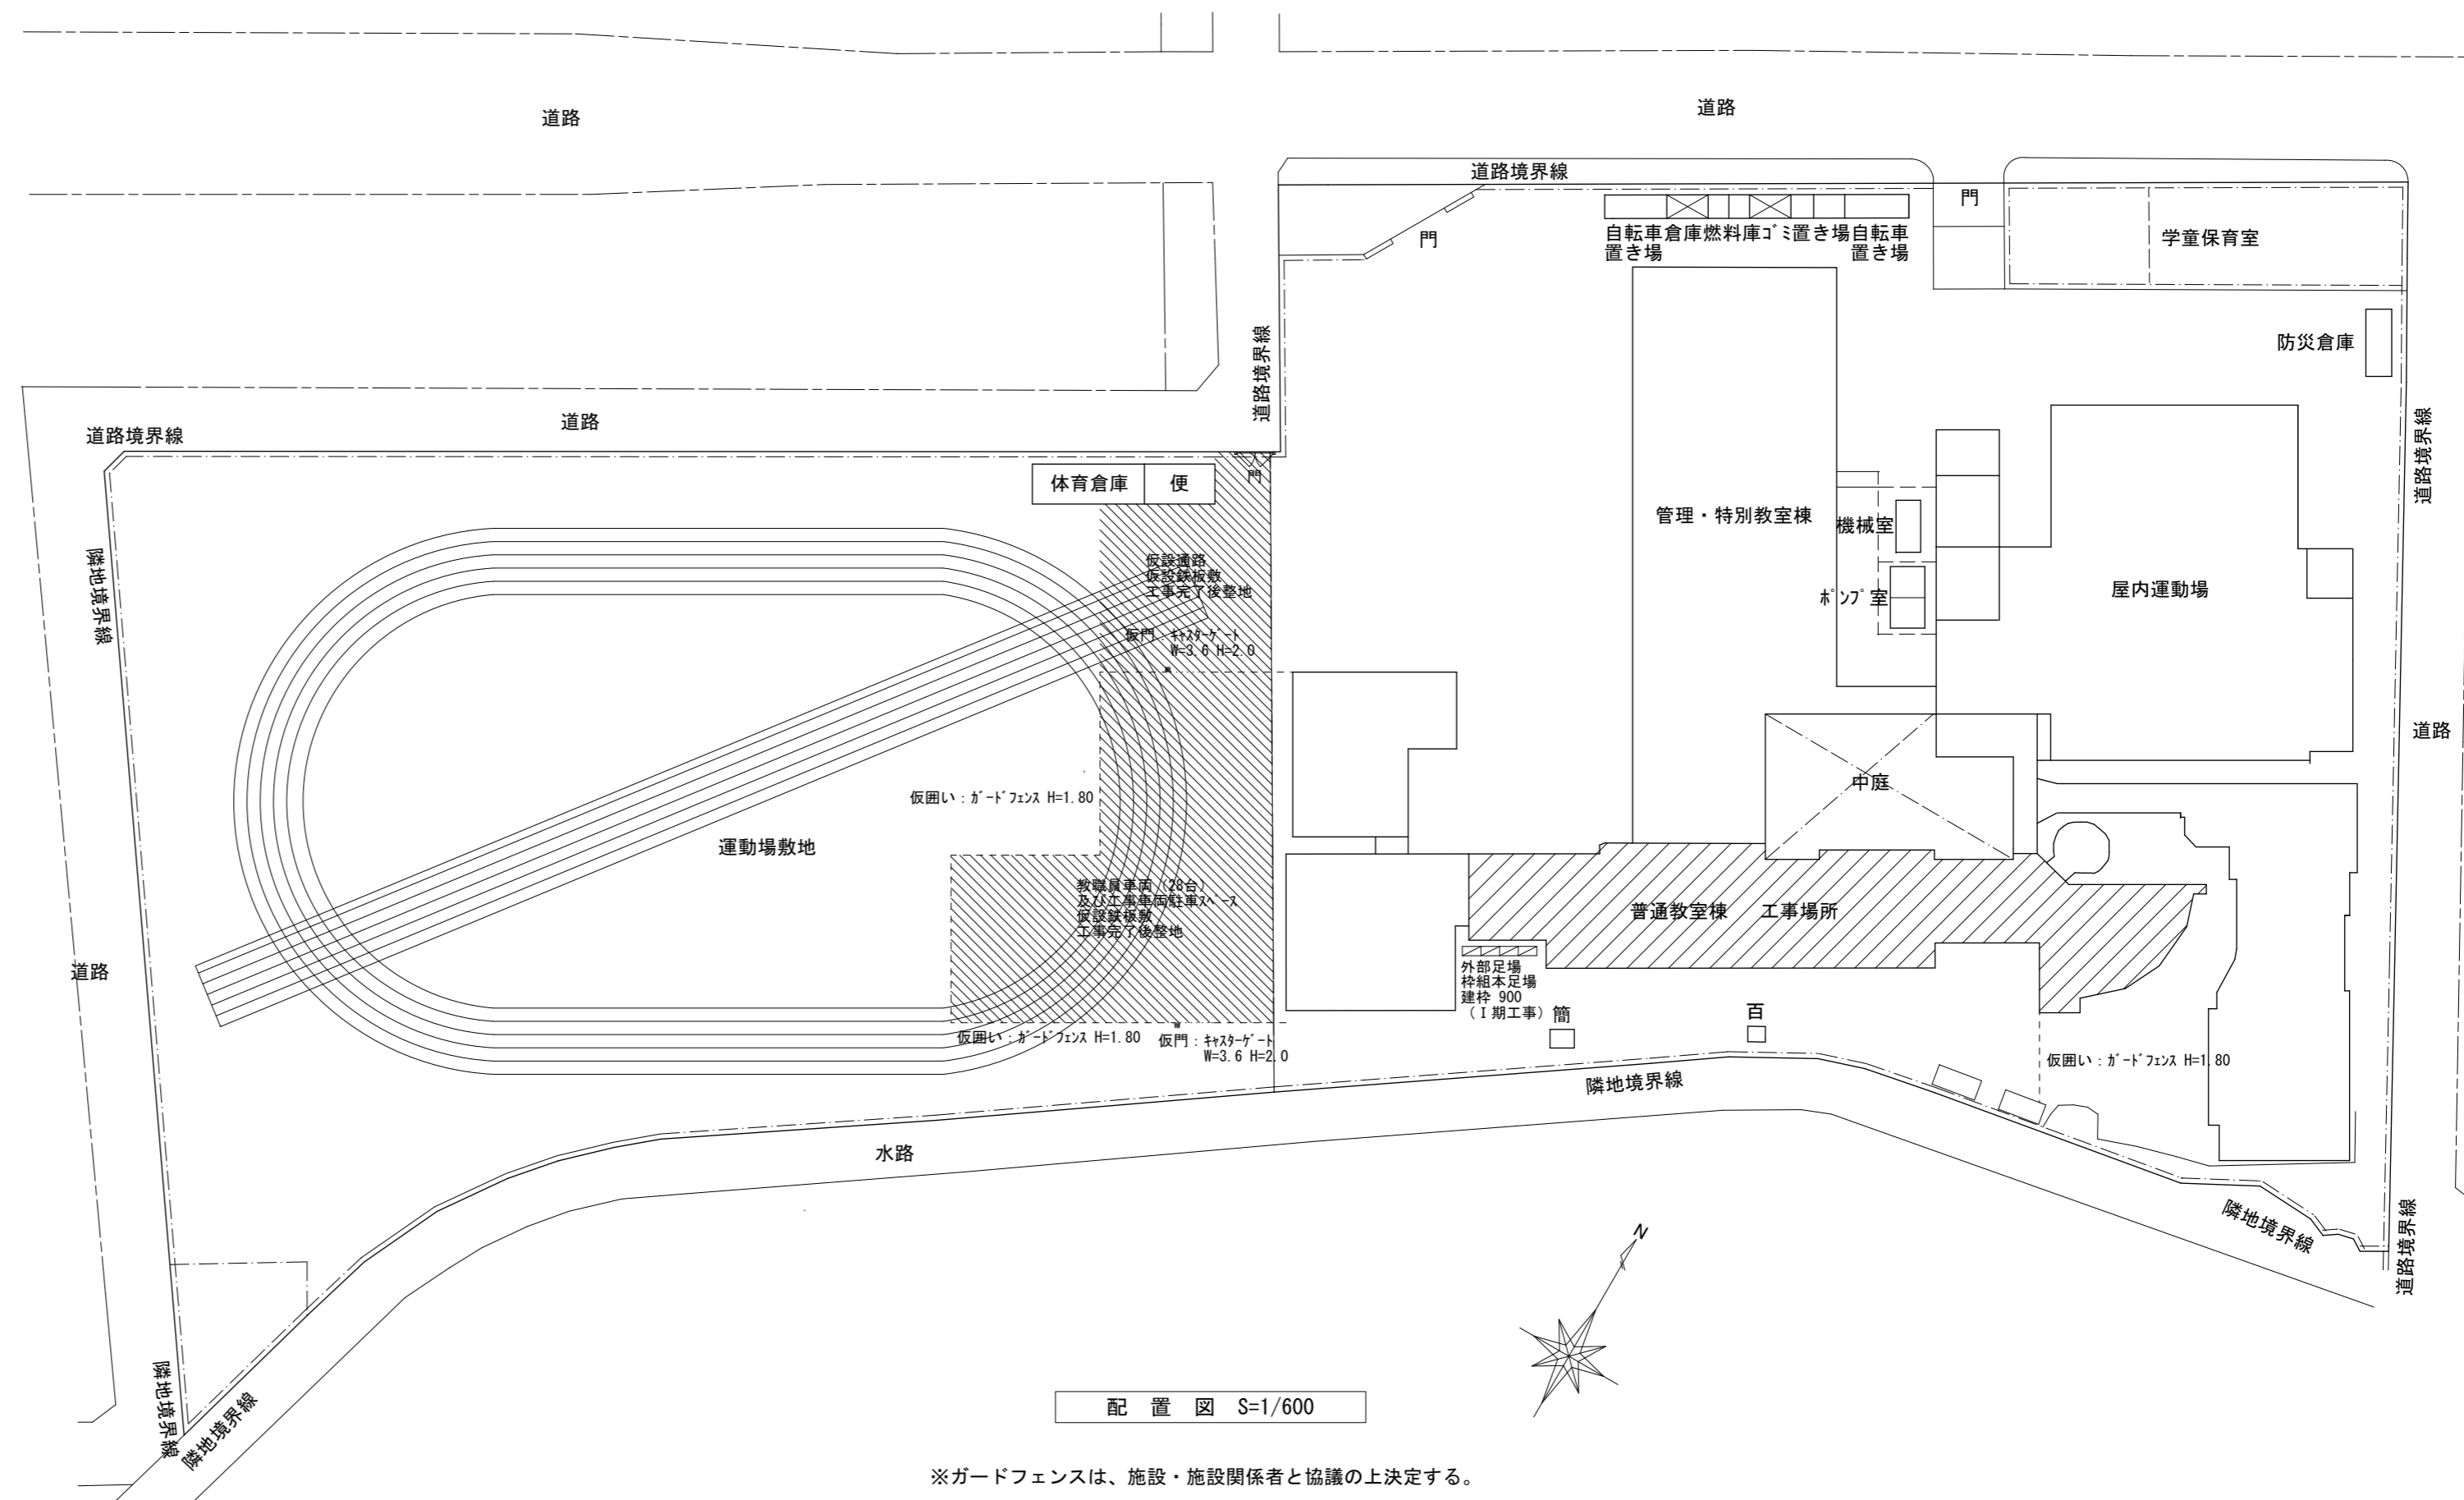 道路
道路
道路境界線
門
門
自転車
置き場
倉庫
燃料庫
ゴミ置き場
自転車
置き場
学童保育室
防災倉庫
道路境界線
道路境界線
道路
道路境界線
体育倉庫
便
門
隣地境界線
管理・特別教室棟
機械室
ポンプ室
屋内運動場
道路境界線
仮設通路
仮設鉄板敷
工事完了後整地
仮門：キャスターゲート
W=3.6 H=2.0
道路
中庭
仮囲い：ガードフェンス H=1.80
運動場敷地
教職員車両（28台）
及び工事車両駐車スペース
仮設鉄板敷
工事完了後整地
普通教室棟
工事場所
道路
外部足場
枠組本足場
建枠 900
（Ⅰ期工事）
簡
百
仮囲い：ガードフェンス H=1.80
仮門：キャスターゲート
W=3.6 H=2.0
仮囲い：ガードフェンス H=1.80
隣地境界線
水路
隣地境界線
道路境界線
N
隣地境界線
隣地境界線
配 置 図 S=1/600
※ガードフェンスは、施設・施設関係者と協議の上決定する。